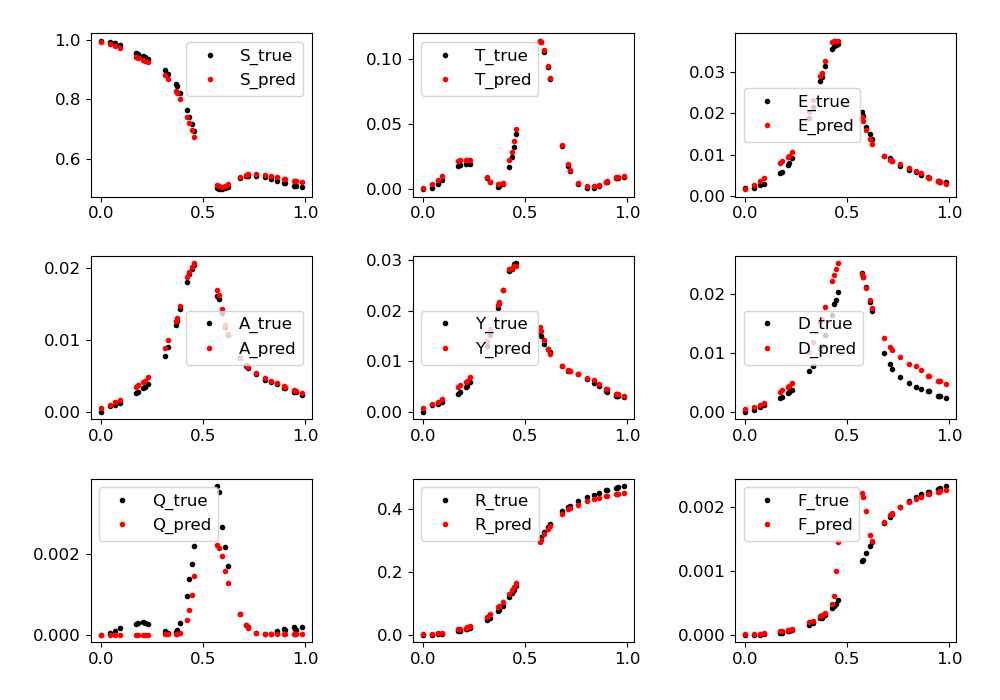 1.0
0.8
0.6
S_true
S_pred
0.0 0.5 1.0
0.10
0.05
0.00
T_true
T_pred
0.0 0.5 1.0
0.03
0.02
0.01
0.00
E_true
E_pred
0.0 0.5 1.0
0.02
0.01
0.00
A_true
A_pred
0.0 0.5 1.0
0.03
0.02
0.01
0.00
Y_true
Y_pred
0.0 0.5 1.0
0.02
0.01
0.00
D_true
D_pred
0.0 0.5 1.0
0.002
0.000
Q_true
Q_pred
0.0 0.5 1.0
0.4
0.2
0.0
R_true
R_pred
0.0 0.5 1.0
0.002
0.001
0.000
F_true
F_pred
0.0 0.5 1.0